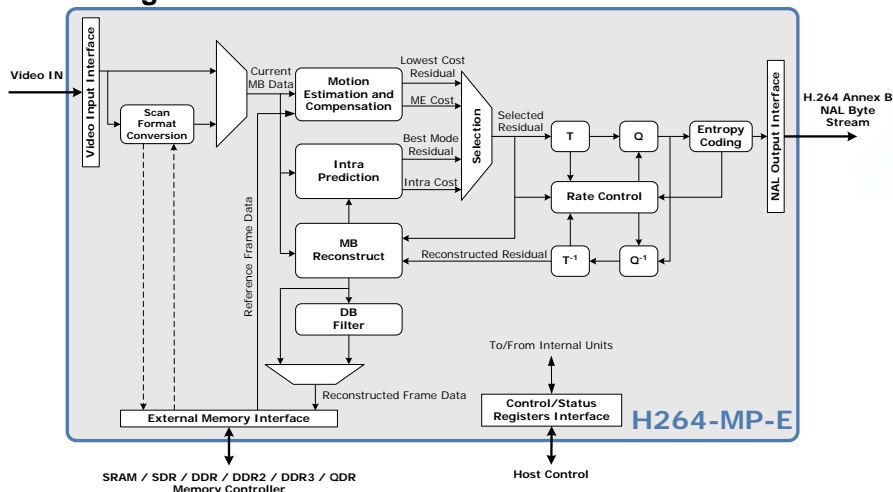 Video IN
Video Input Interface
Scan
Format
Conversion
Current
MB Data
Motion
Estimation and
Compensation
Lowest Cost
Residual
ME Cost
Intra
Prediction
Best Mode
Residual
Intra Cost
Selection
Selected
Residual
T
Q
Entropy
Coding
NAL Output Interface
H.264 Annex B
NAL Byte
Stream
Rate Control
Reference Frame Data
MB
Reconstruct
Reconstructed Residual
T-1
Q-1
DB
Filter
Reconstructed Frame Data
External Memory Interface
To/From Internal Units
Control/Status
Registers Interface
H264-MP-E
SRAM / SDR / DDR / DDR2 / DDR3 / QDR
Memory Controller
Host Control